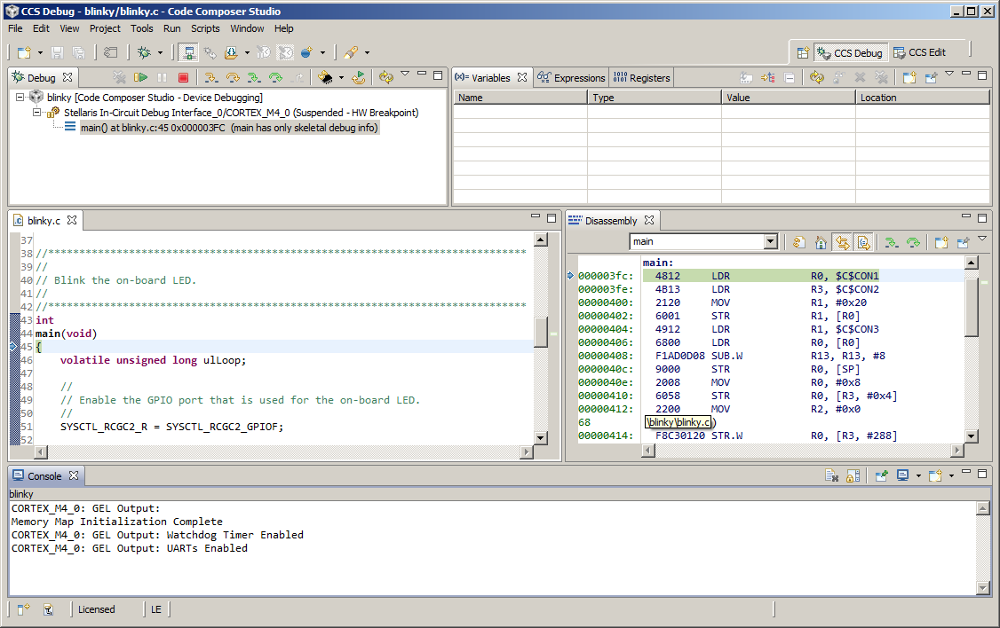 CCS Debug - blinky/blinky.c - Code Composer Studio
File Edit View Project Tools Run Scripts Window Help
CCS Debug CCS Edit
Debug
blinky [Code Composer Studio - Device Debugging]
Stellaris In-Circuit Debug Interface_0/CORTEX_M4_0 (Suspended - HW Breakpoint)
main() at blinky.c:45 0x000003FC (main has only skeletal debug info)
(x)= Variables Expressions Registers
Name Type Value Location
blinky.c
37
38 //*****************************************************************************
39 //
40 // Blink the on-board LED.
41 //
42 //*****************************************************************************
43 int
44 main(void)
45 {
46 volatile unsigned long ulLoop;
47
48 //
49 // Enable the GPIO port that is used for the on-board LED.
50 //
51 SYSCTL_RCGC2_R = SYSCTL_RCGC2_GPIOF;
52
Disassembly
main
main:
000003fc: 4812 LDR R0, $C$CON1
000003fe: 4B13 LDR R3, $C$CON2
00000400: 2120 MOV R1, #0x20
00000402: 6001 STR R1, [R0]
00000404: 4912 LDR R1, $C$CON3
00000406: 6800 LDR R0, [R0]
00000408: F1AD0D08 SUB.W R13, R13, #8
0000040c: 9000 STR R0, [SP]
0000040e: 2008 MOV R0, #0x8
00000410: 6058 STR R0, [R3, #0x4]
00000412: 2200 MOV R2, #0x0
68 \blinky\blinky.c )
00000414: F8C30120 STR.W R0, [R3, #288]
Console
blinky
CORTEX_M4_0: GEL Output:
Memory Map Initialization Complete
CORTEX_M4_0: GEL Output: Watchdog Timer Enabled
CORTEX_M4_0: GEL Output: UARTs Enabled
Licensed LE